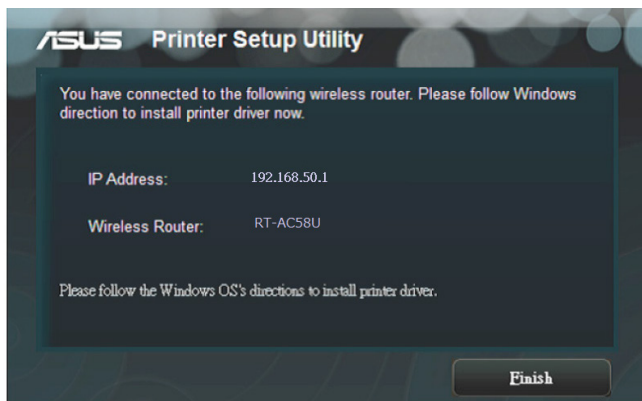 ASUS Printer Setup Utility
You have connected to the following wireless router. Please follow Windows
direction to install printer driver now.
IP Address: 192.168.50.1
Wireless Router: RT-AC58U
Please follow the Windows OS's directions to install printer driver.
Finish